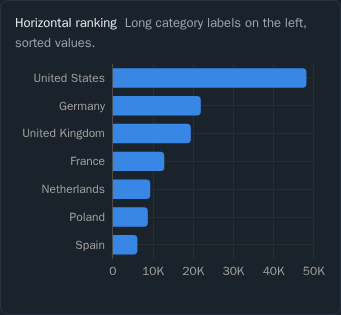 Horizontal ranking Long category labels on the left,
sorted values.
United States
Germany
United Kingdom
France
Netherlands
Poland
Spain
0 10K 20K 30K 40K 50K